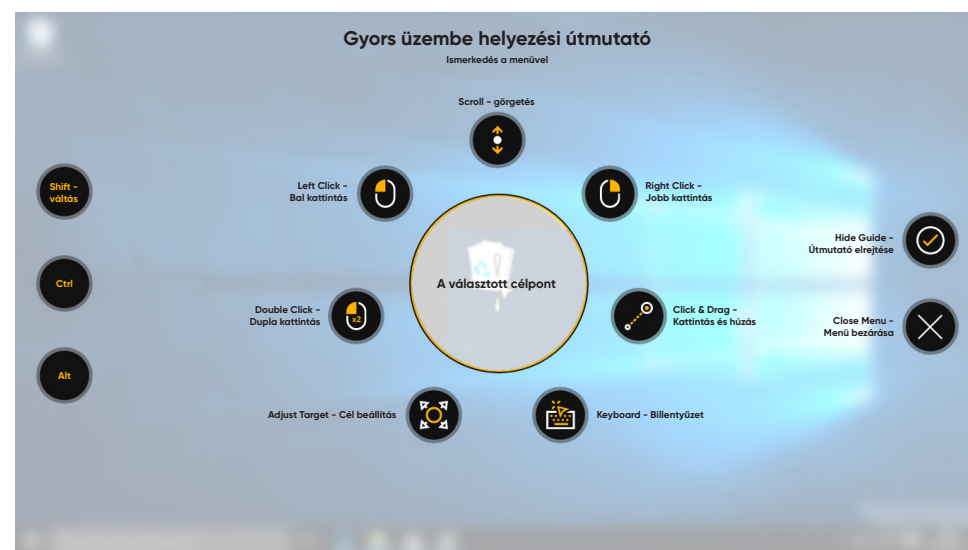 Gyors üzembe helyezési útmutató
Ismerkedés a menüvel
Scroll - görgetés
Left Click -
Bal kattintás
Right Click -
Jobb kattintás
Shift -
váltás
Hide Guide -
Útmutató elrejtése
Ctrl
A választott célpont
Double Click -
Dupla kattintás
x2
Click & Drag -
Kattintás és húzás
Close Menu -
Menü bezárása
Alt
Adjust Target - Cél beállítás
Keyboard - Billentyűzet